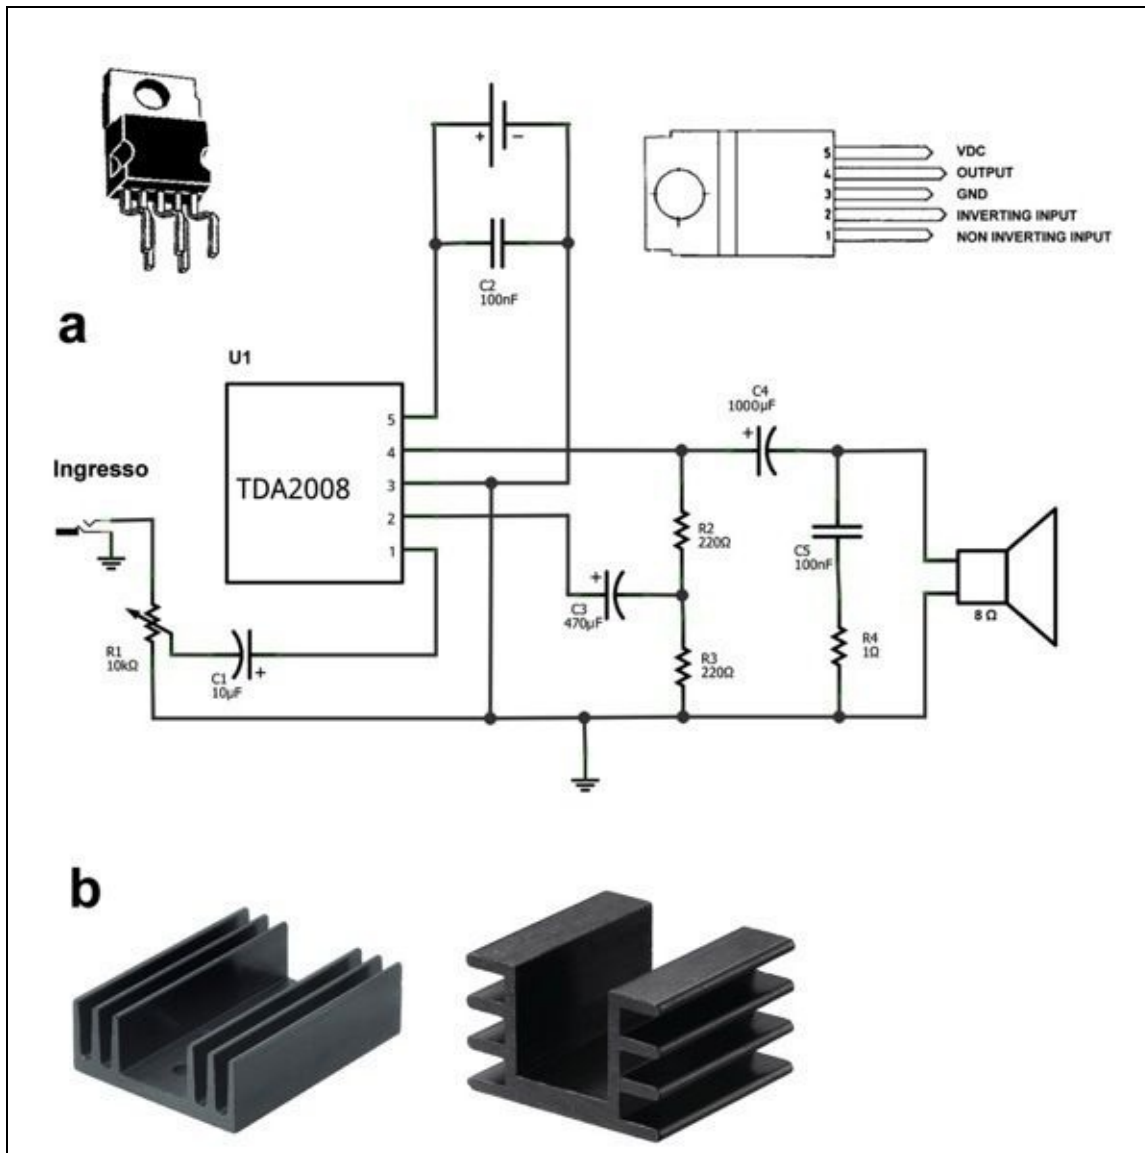 + −
5 VDC
4 OUTPUT
3 GND
2 INVERTING INPUT
1 NON INVERTING INPUT
C2
100nF
a
U1
5
4
3
2
1
TDA2008
Ingresso
R1
10kΩ
C1
10µF
+
C3
470µF
+
R2
220Ω
R3
220Ω
C4
1000µF
+
C5
100nF
R4
1Ω
8 Ω
b